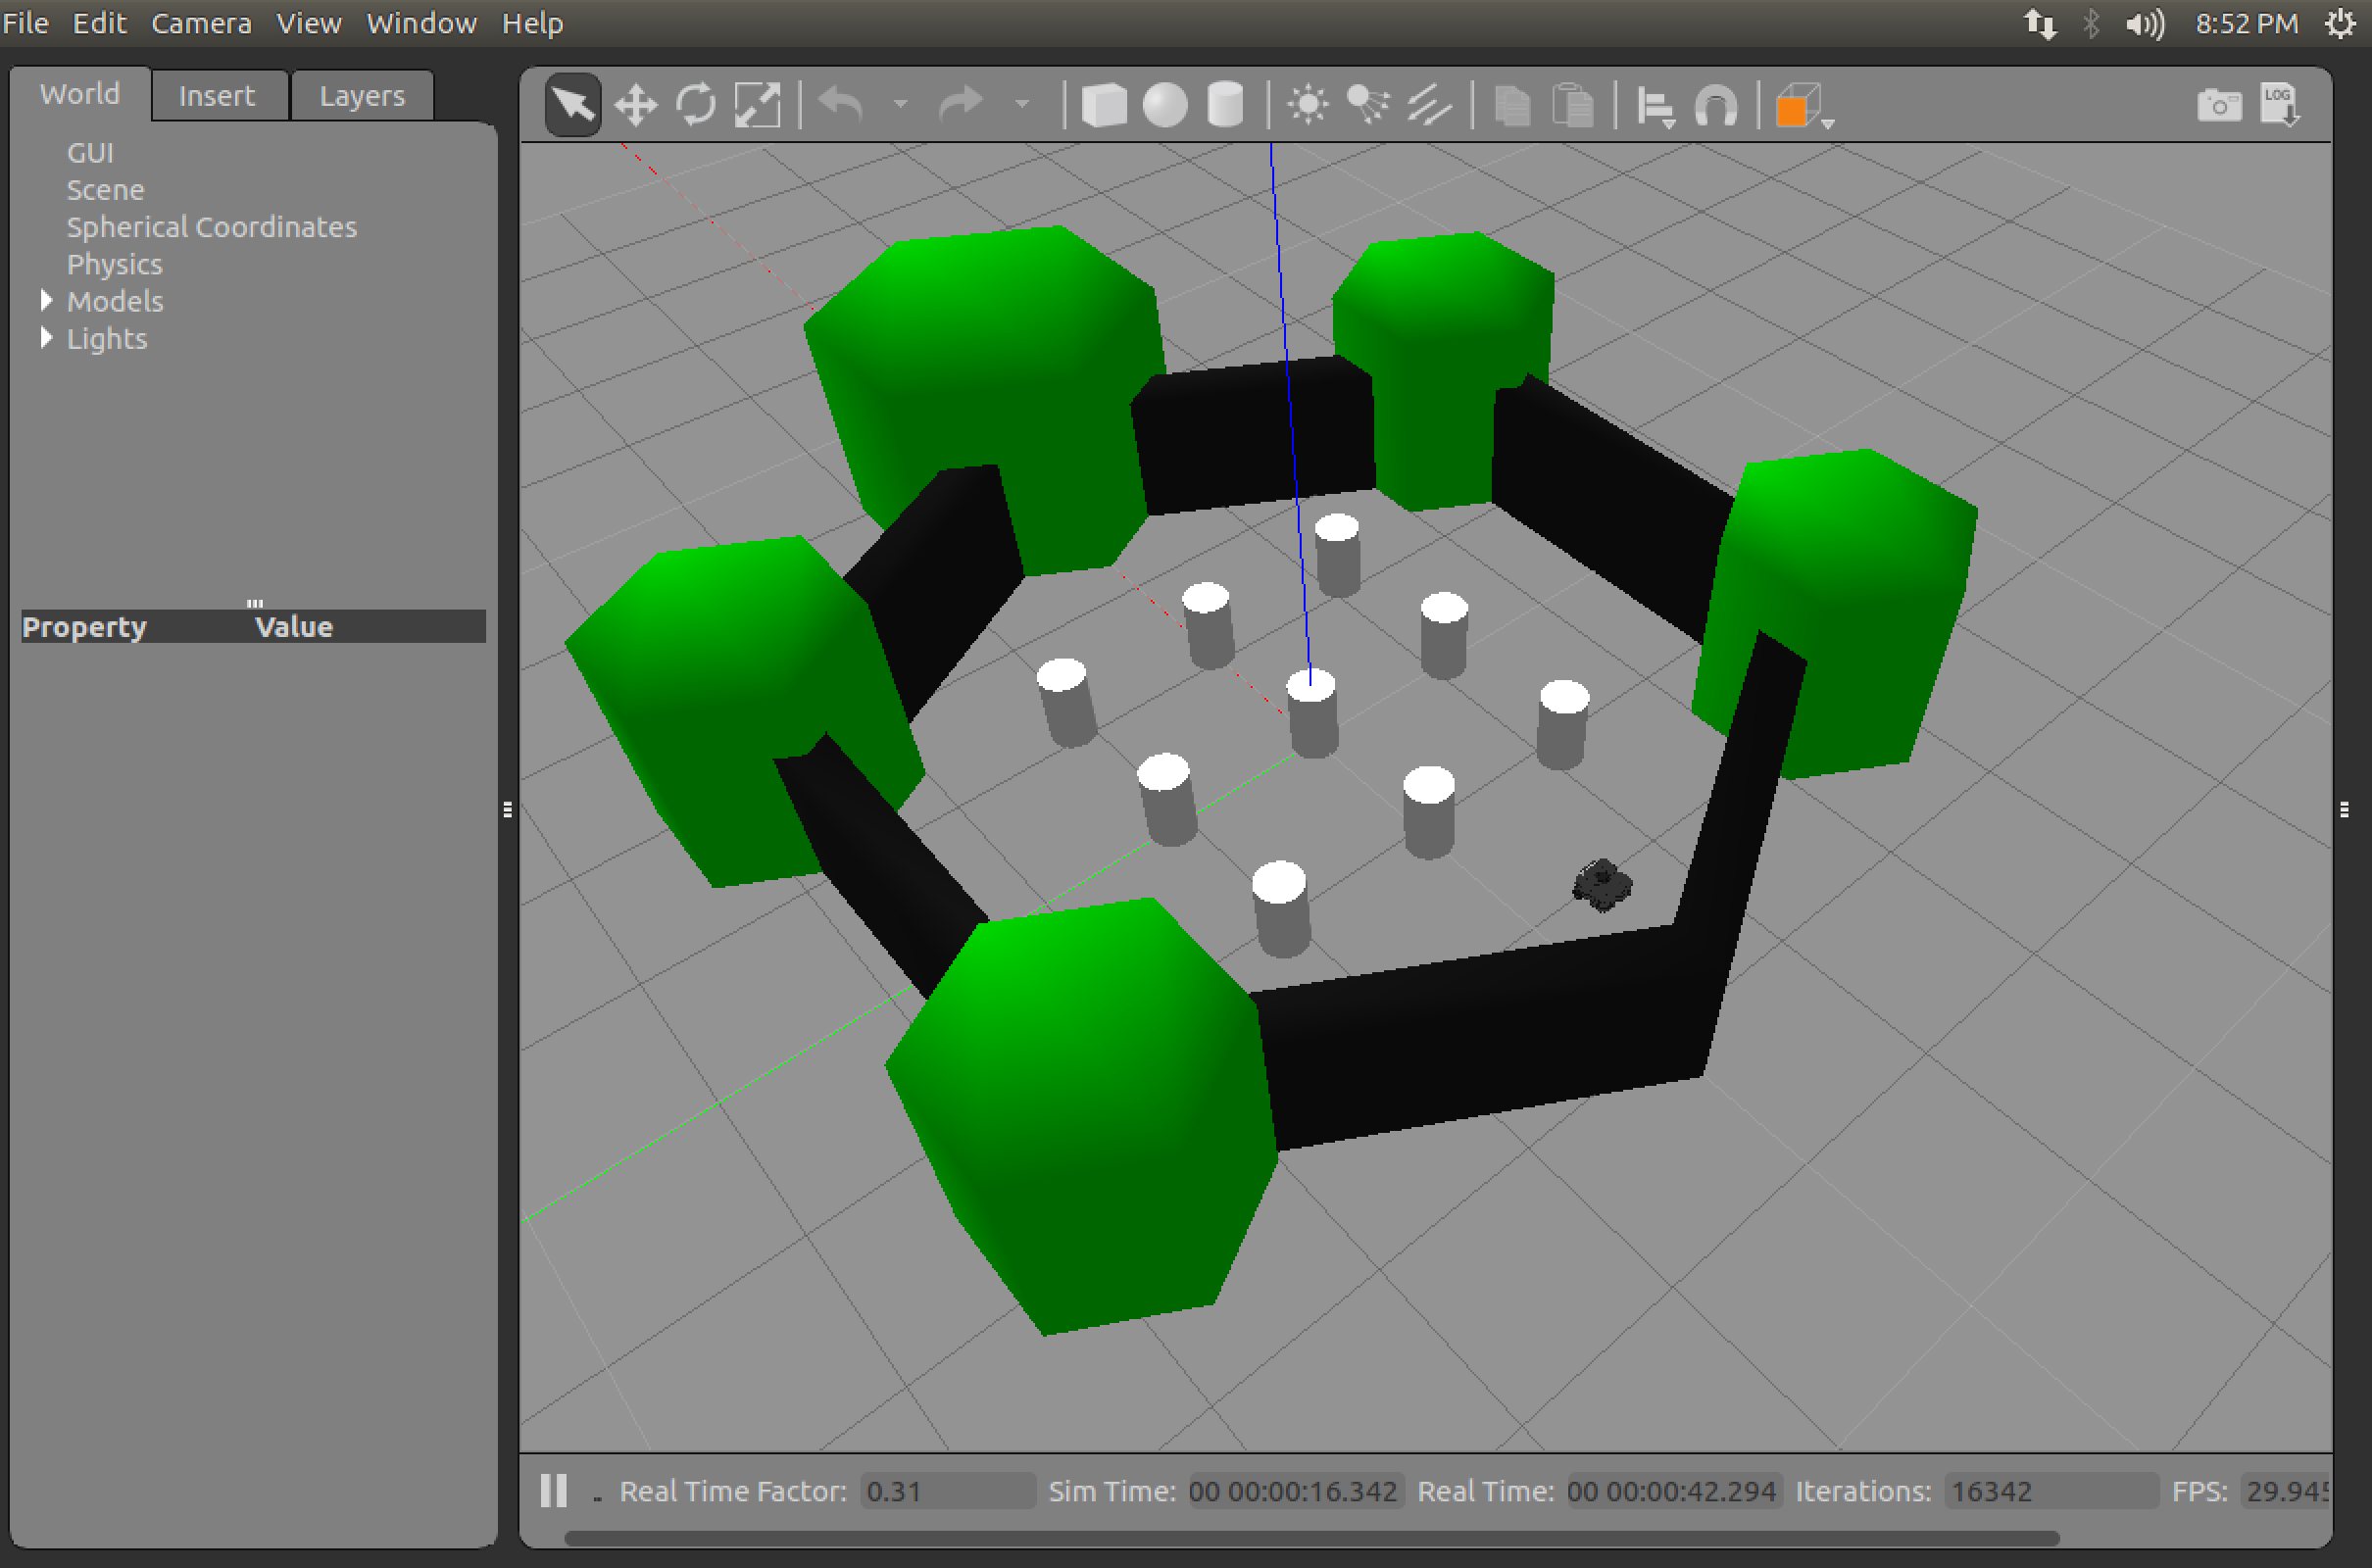 File Edit Camera View Window Help 8:52 PM
World Insert Layers
LOG
GUI
Scene
Spherical Coordinates
Physics
Models
Lights
Property Value
Real Time Factor: 0.31 Sim Time: 00 00:00:16.342 Real Time: 00 00:00:42.294 Iterations: 16342 FPS: 29.945